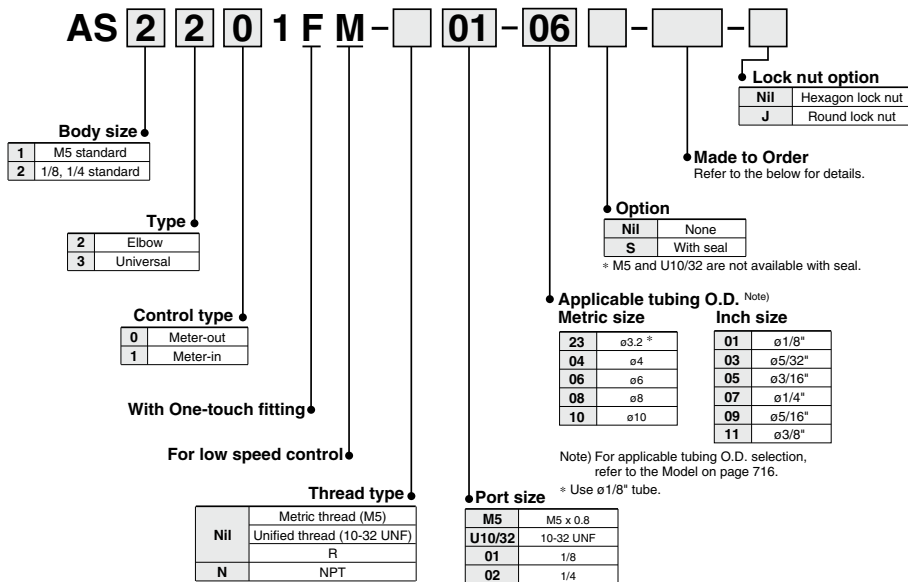 AS 2 2 0 1 F M - 01 - 06 - -
Lock nut option
Nil Hexagon lock nut
J Round lock nut
Body size
1 M5 standard
2 1/8, 1/4 standard
Made to Order
Refer to the below for details.
Option
Nil None
S With seal
* M5 and U10/32 are not available with seal.
Type
2 Elbow
3 Universal
Control type
0 Meter-out
1 Meter-in
Applicable tubing O.D. Note)
Metric size
23 ø3.2 *
04 ø4
06 ø6
08 ø8
10 ø10
Inch size
01 ø1/8"
03 ø5/32"
05 ø3/16"
07 ø1/4"
09 ø5/16"
11 ø3/8"
Note) For applicable tubing O.D. selection,
refer to the Model on page 716.
* Use ø1/8" tube.
With One-touch fitting
For low speed control
Thread type
Nil Metric thread (M5)
Unified thread (10-32 UNF)
R
N NPT
Port size
M5 M5 x 0.8
U10/32 10-32 UNF
01 1/8
02 1/4